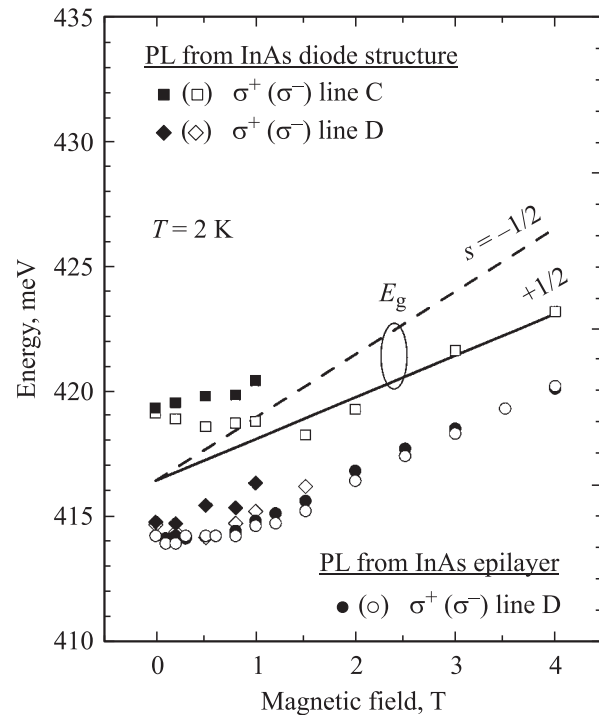 435
430
425
420
415
410
Energy, meV
PL from InAs diode structure
■ (□) σ⁺ (σ⁻) line C
◆ (◇) σ⁺ (σ⁻) line D
T = 2 K
s = –1/2
+1/2
E_g
PL from InAs epilayer
● (○) σ⁺ (σ⁻) line D
0 1 2 3 4
Magnetic field, T